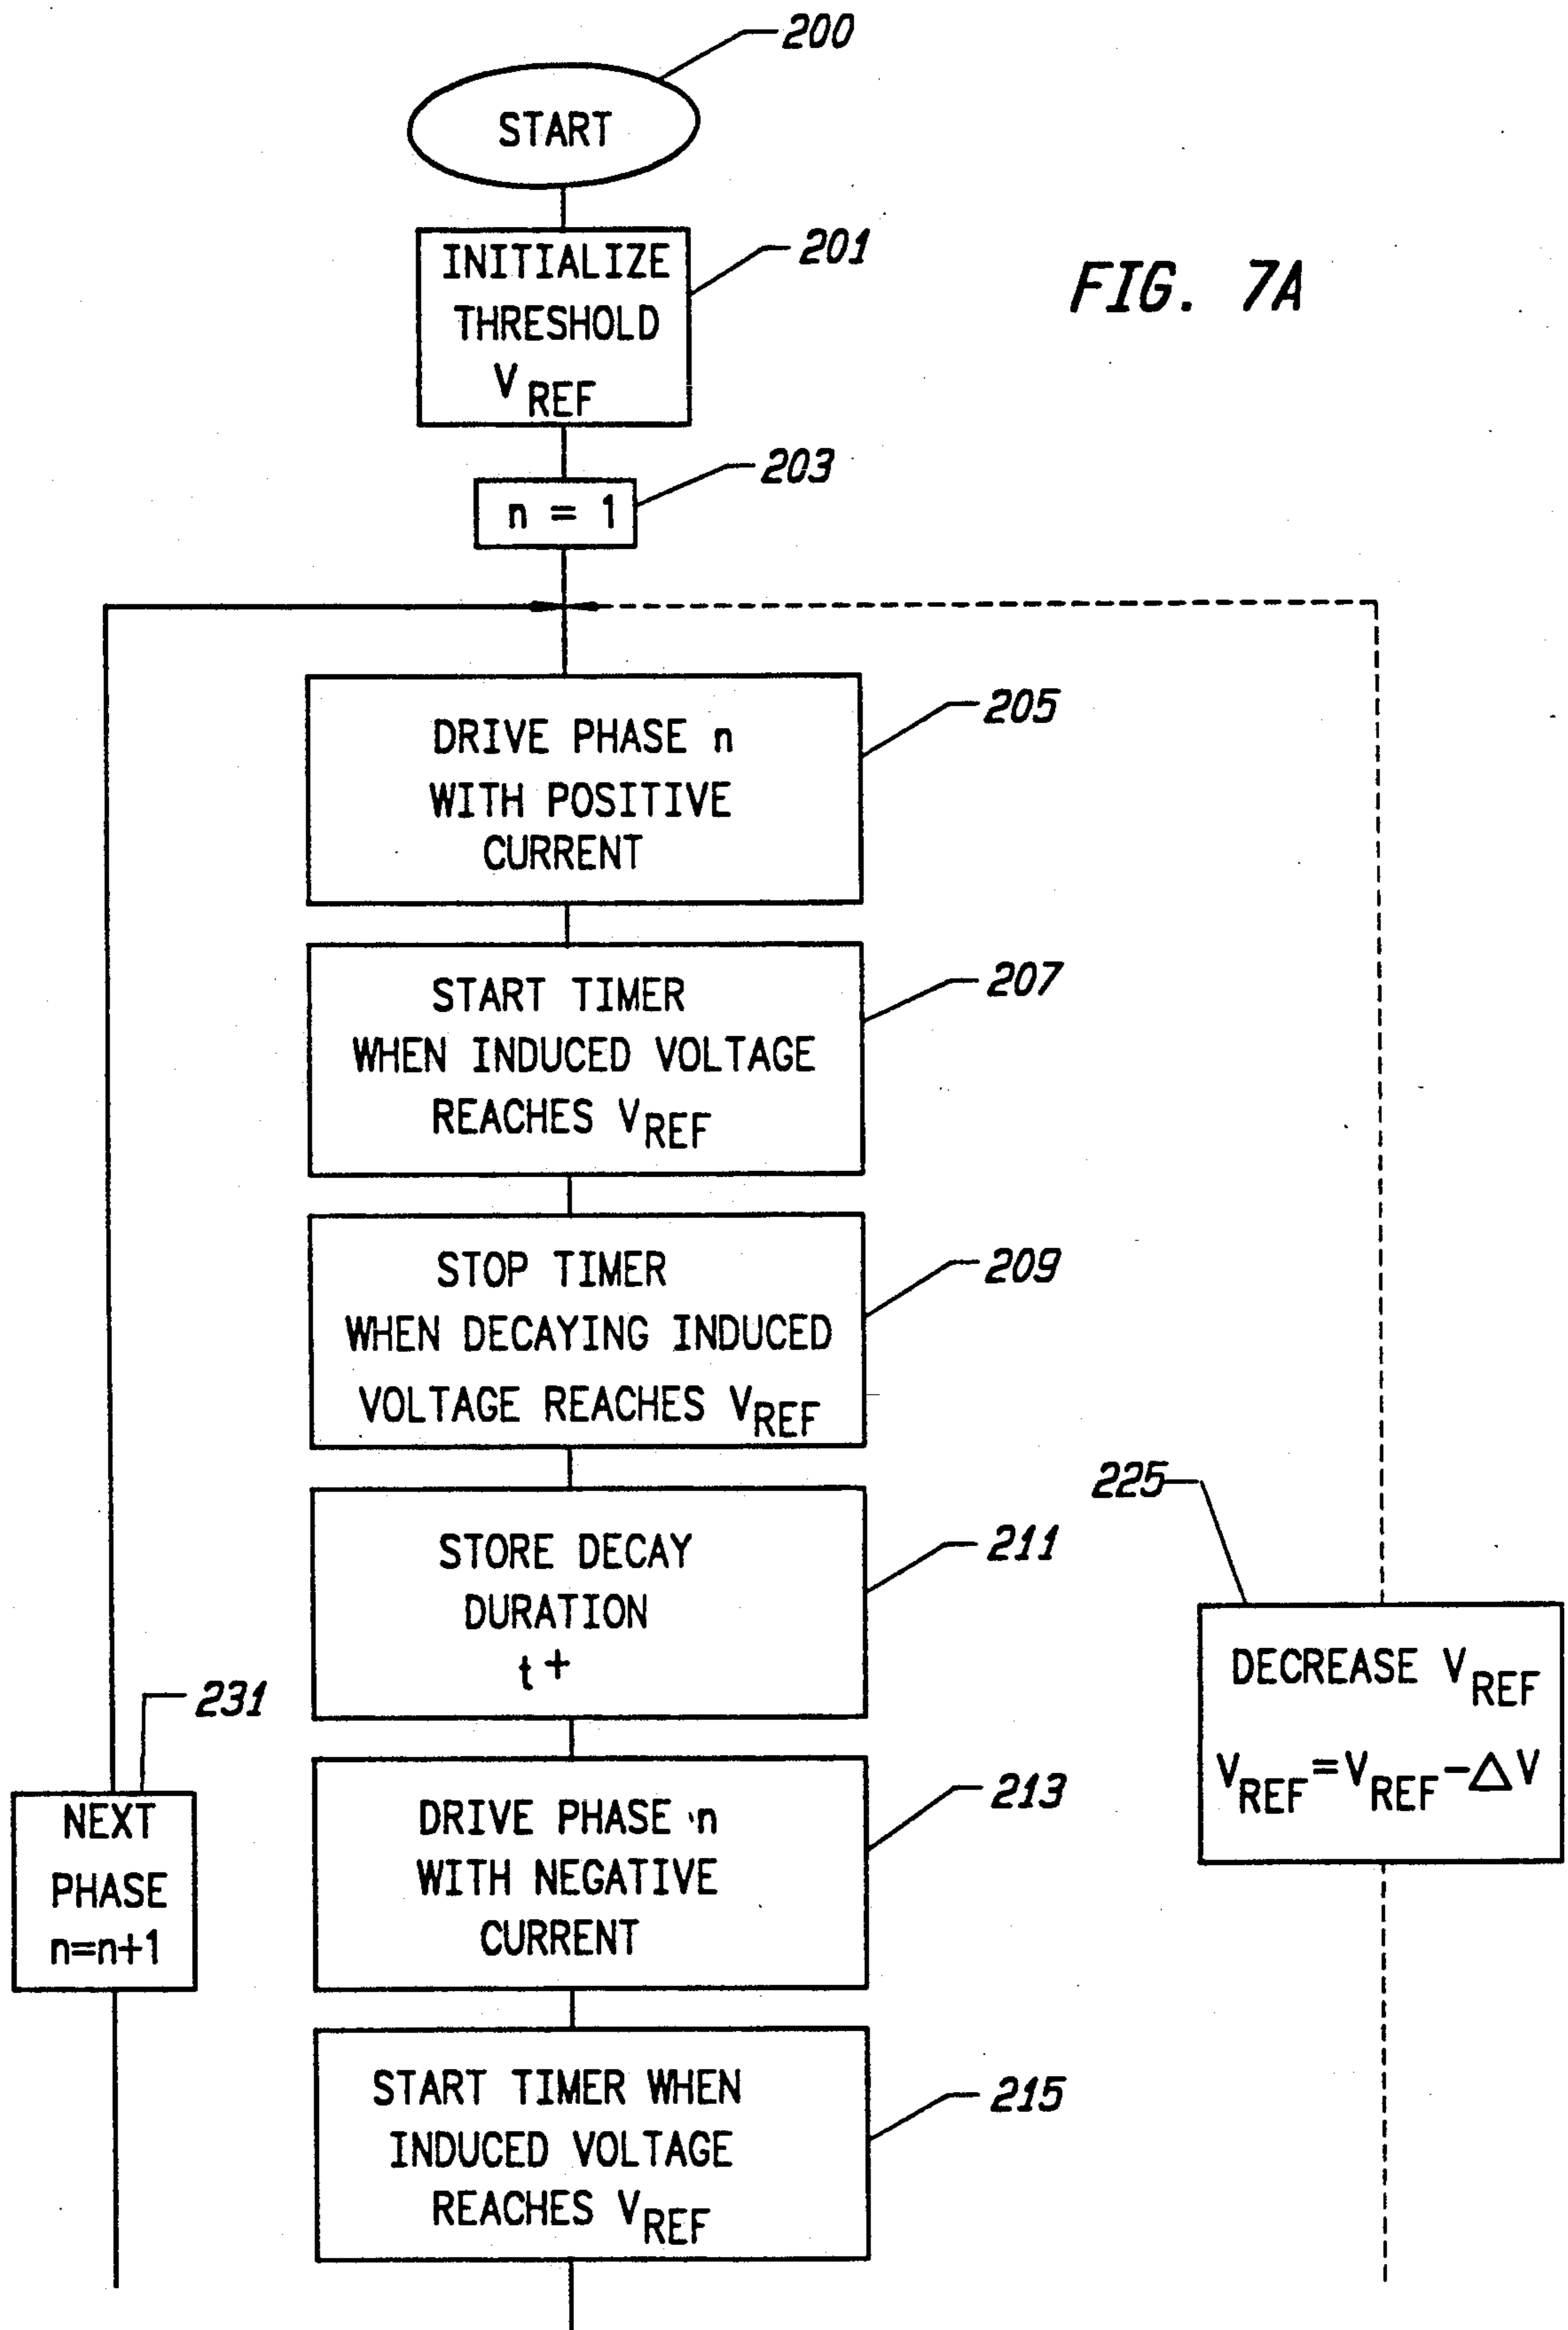 200
START
201
INITIALIZE
THRESHOLD
V REF
FIG. 7A
203
n = 1
205
DRIVE PHASE n
WITH POSITIVE
CURRENT
207
START TIMER
WHEN INDUCED VOLTAGE
REACHES VREF
209
STOP TIMER
WHEN DECAYING INDUCED
VOLTAGE REACHES VREF
211
STORE DECAY
DURATION
t+
225
DECREASE VREF
VREF=VREF-△V
231
NEXT
PHASE
n=n+1
213
DRIVE PHASE n
WITH NEGATIVE
CURRENT
215
START TIMER WHEN
INDUCED VOLTAGE
REACHES VREF